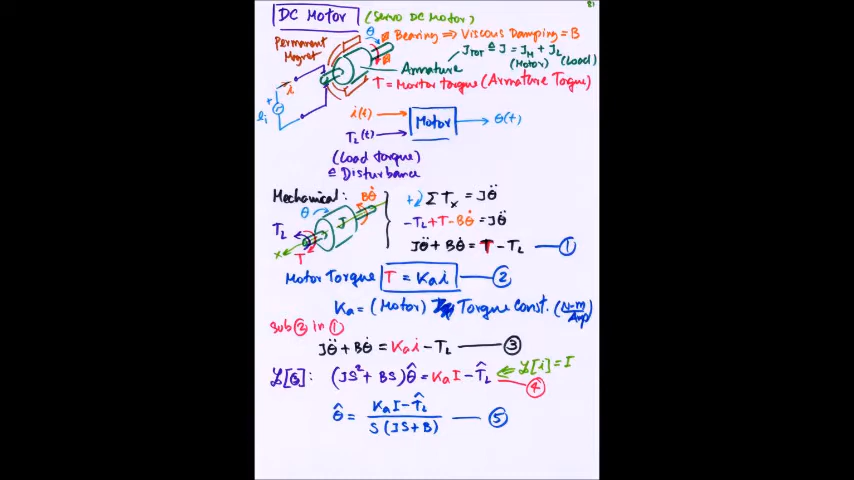 DC Motor (Servo DC Motor)
θ
Bearing ⇒ Viscous Damping = B
Permanent
Magnet
J_TOT ≜ J = J_M + J_L
(Motor) (Load)
Armature
T = Mortor torque (Armature Torque)
i
+
e_i
i(t)
Motor
θ(t)
T_L(t)
(Load torque)
≜ Disturbance
Mechanical:
Bθ̇
θ
J
T_L
x
T
+ Σ T_x = Jθ̈
-T_L + T - Bθ̇ = Jθ̈
Jθ̈ + Bθ̇ = T - T_L ①
Motor Torque T = K_a i ②
K_a = (Motor) Torque Const. (N-m/Amp)
Sub ② in ①
Jθ̈ + Bθ̇ = K_a i - T_L ③
ℒ[③]: (JS² + BS) θ̂ = K_a I - T̂_L ⇐ ℒ[i] = I
④
θ̂ = K_a I - T̂_L / S(JS + B) ⑤